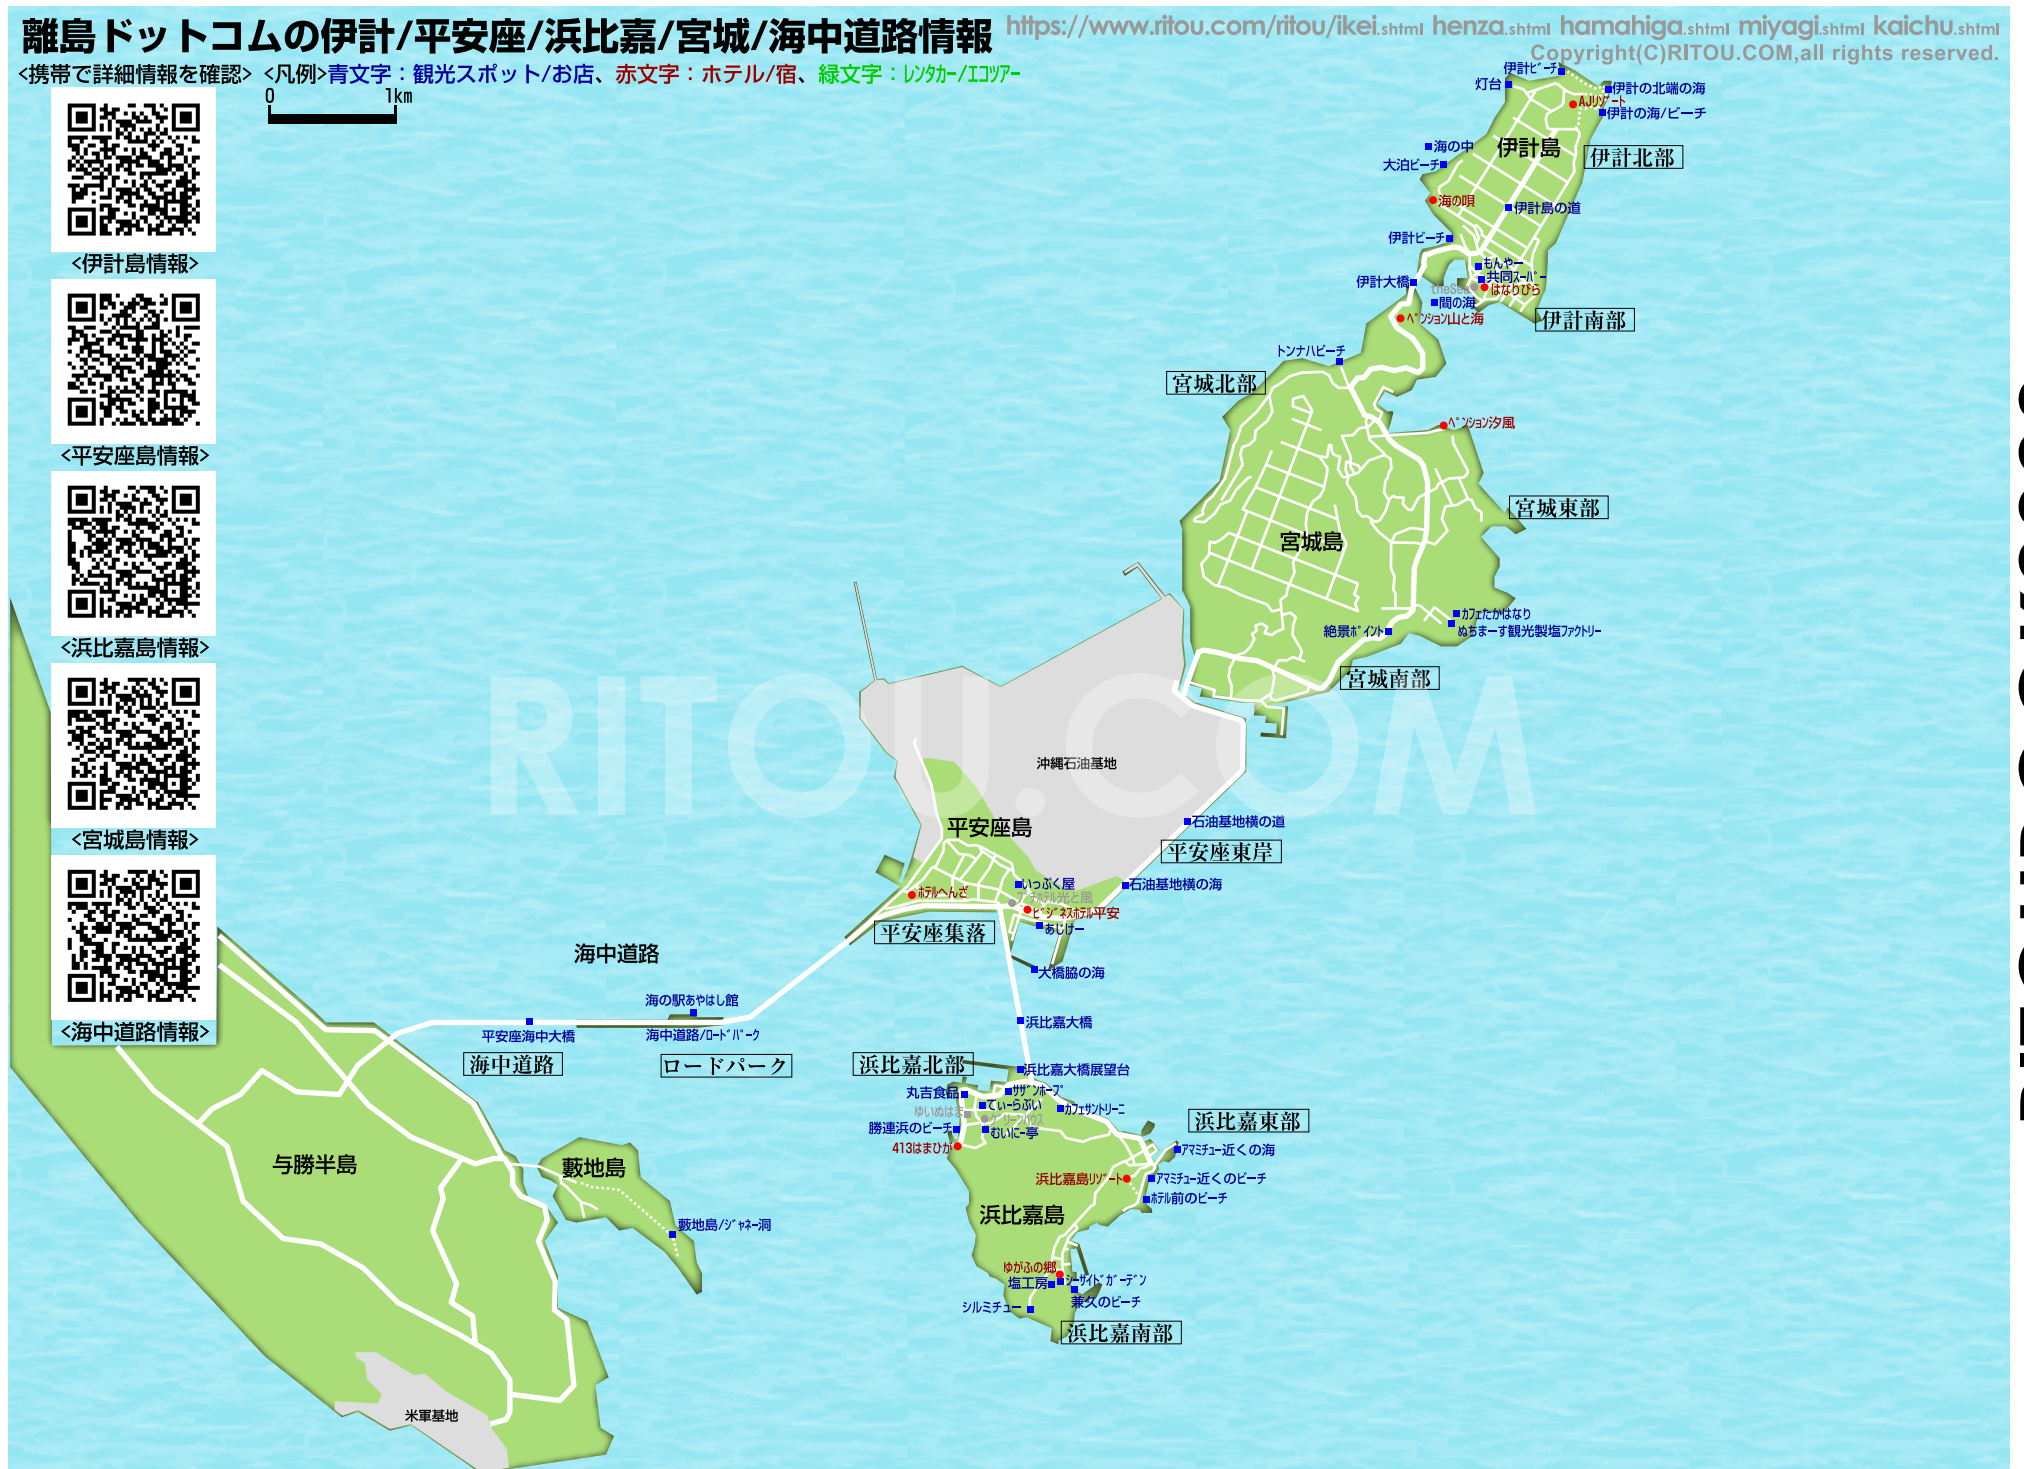 離島ドットコムの伊計/平安座/浜比嘉/宮城/海中道路情報
https://www.ritou.com/ritou/ikei.shtml henza.shtml hamahiga.shtml miyagi.shtml kaichu.shtml
Copyright(C)RITOU.COM,all rights reserved.
<携帯で詳細情報を確認> <凡例>青文字：観光スポット/お店、赤文字：ホテル/宿、緑文字：ﾚﾝﾀｶｰ/ｴｺﾂｱｰ
0 1km
<伊計島情報>
<平安座島情報>
<浜比嘉島情報>
<宮城島情報>
<海中道路情報>
伊計ﾋﾞｰﾁ
灯台
伊計の北端の海
AJﾘｿﾞｰﾄ
伊計の海/ビーチ
海の中
伊計島
伊計北部
大泊ビーチ
海の唄
伊計島の道
伊計ビーチ
もんやー
共同ｽｰﾊﾟｰ
伊計大橋
theSea
はなりびら
間の海
ﾍﾟﾝｼｮﾝ山と海
伊計南部
トンナハビーチ
宮城北部
ﾍﾟﾝｼｮﾝ汐風
宮城東部
宮城島
ｶﾌｪたかはなり
ぬちまーす観光製塩ﾌｧｸﾄﾘｰ
絶景ﾎﾟｲﾝﾄ
宮城南部
RITOU.COM
沖縄石油基地
平安座島
石油基地横の道
平安座東岸
いっぷく屋
石油基地横の海
ﾎﾃﾙへんざ
ﾌﾟﾁﾎﾃﾙ光と風
ﾋﾞｼﾞﾈｽﾎﾃﾙ平安
あじけー
平安座集落
海中道路
大橋脇の海
海の駅あやはし館
平安座海中大橋
海中道路/ﾛｰﾄﾞﾊﾟｰｸ
浜比嘉大橋
海中道路
ロードパーク
浜比嘉北部
浜比嘉大橋展望台
丸吉食品
ｻｻﾞﾝﾎｰﾌﾟ
てぃーらぶい
ゆいぬはま
ｶﾌｪｻﾝﾄﾘｰﾆ
浜比嘉東部
ｸﾞﾘｰﾝﾊｳｽ
勝連浜のビーチ
むいにー亭
413はまひが
ｱﾏﾐﾁｭｰ近くの海
与勝半島
藪地島
浜比嘉島ﾘｿﾞｰﾄ
ｱﾏﾐﾁｭｰ近くのビーチ
ﾎﾃﾙ前のビーチ
浜比嘉島
藪地島/ｼﾞｬﾈｰ洞
ゆがふの郷
塩工房
ｼｰｻｲﾄﾞｶﾞｰﾃﾞﾝ
シルミチュー
兼久のビーチ
浜比嘉南部
米軍基地